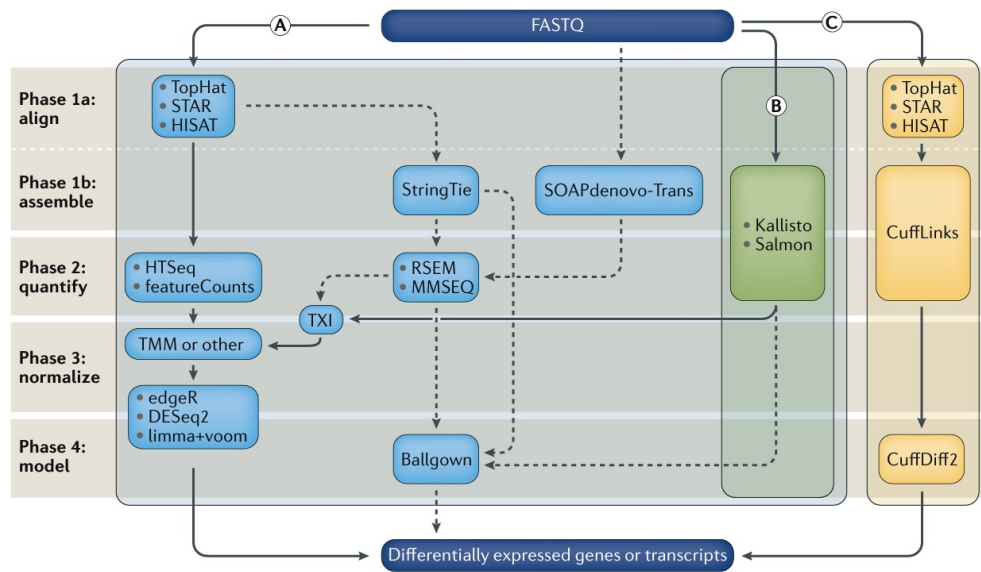 FASTQ
A
B
C
Phase 1a:
align
• TopHat
• STAR
• HISAT
• TopHat
• STAR
• HISAT
Phase 1b:
assemble
StringTie
SOAPdenovo-Trans
• Kallisto
• Salmon
CuffLinks
Phase 2:
quantify
• HTSeq
• featureCounts
• RSEM
• MMSEQ
TXI
Phase 3:
normalize
TMM or other
• edgeR
• DESeq2
• limma+voom
Phase 4:
model
Ballgown
CuffDiff2
Differentially expressed genes or transcripts